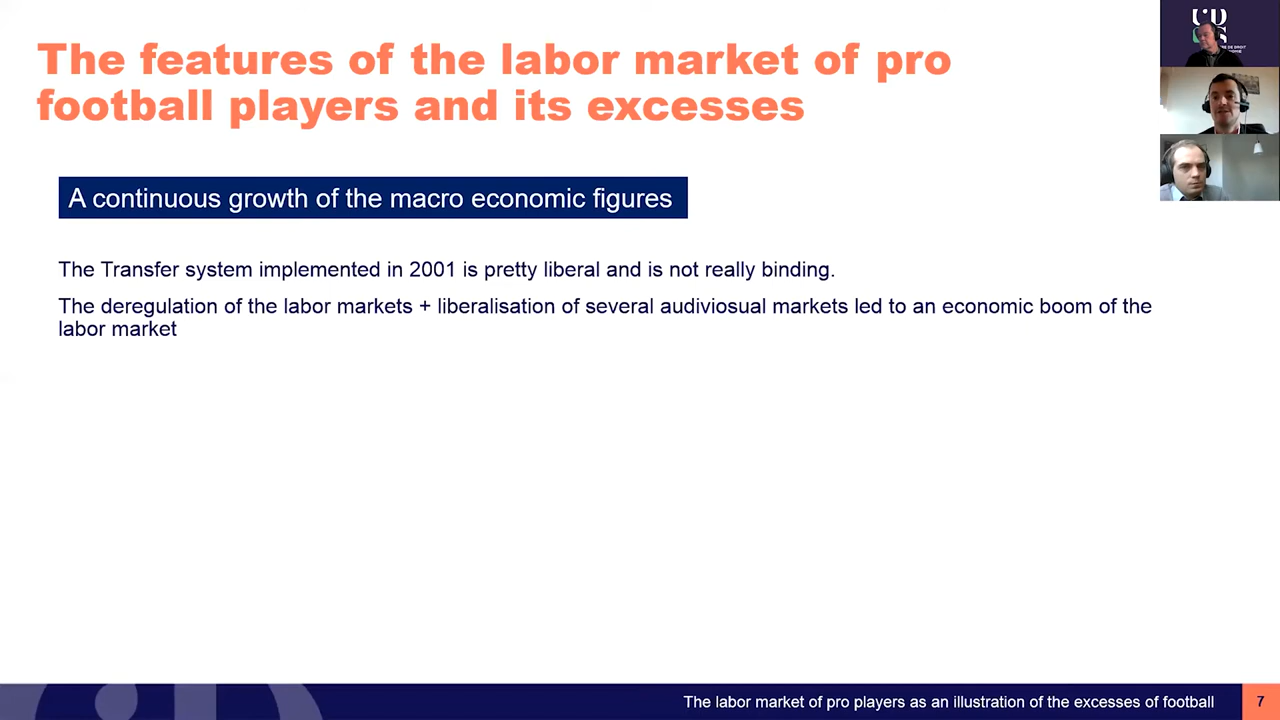 The features of the labor market of pro
football players and its excesses
A continuous growth of the macro economic figures
The Transfer system implemented in 2001 is pretty liberal and is not really binding.
The deregulation of the labor markets + liberalisation of several audiviosual markets led to an economic boom of the
labor market
The labor market of pro players as an illustration of the excesses of football
7